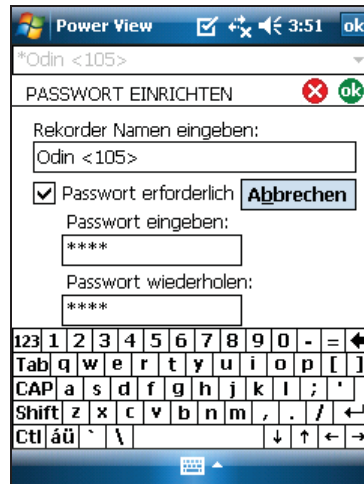 Power View 3:51 ok
*Odin <105>
PASSWORT EINRICHTEN ok
Rekorder Namen eingeben:
Odin <105>
Passwort erforderlich Abbrechen
Passwort eingeben:
****
Passwort wiederholen:
****
123 1 2 3 4 5 6 7 8 9 0 - = ←
Tab q w e r t y u i o p [ ]
CAP a s d f g h j k l ; '
Shift z x c v b n m , . / ↵
Ctl áü ` \ ↓ ↑ ← →